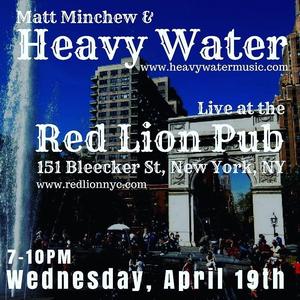 Matt Minchew &
Heavy Water
www.heavywatermusic.com
Live at the
Red Lion Pub
151 Bleecker St, New York, NY
www.redlionnyc.com
7-10PM
Wednesday, April 19th